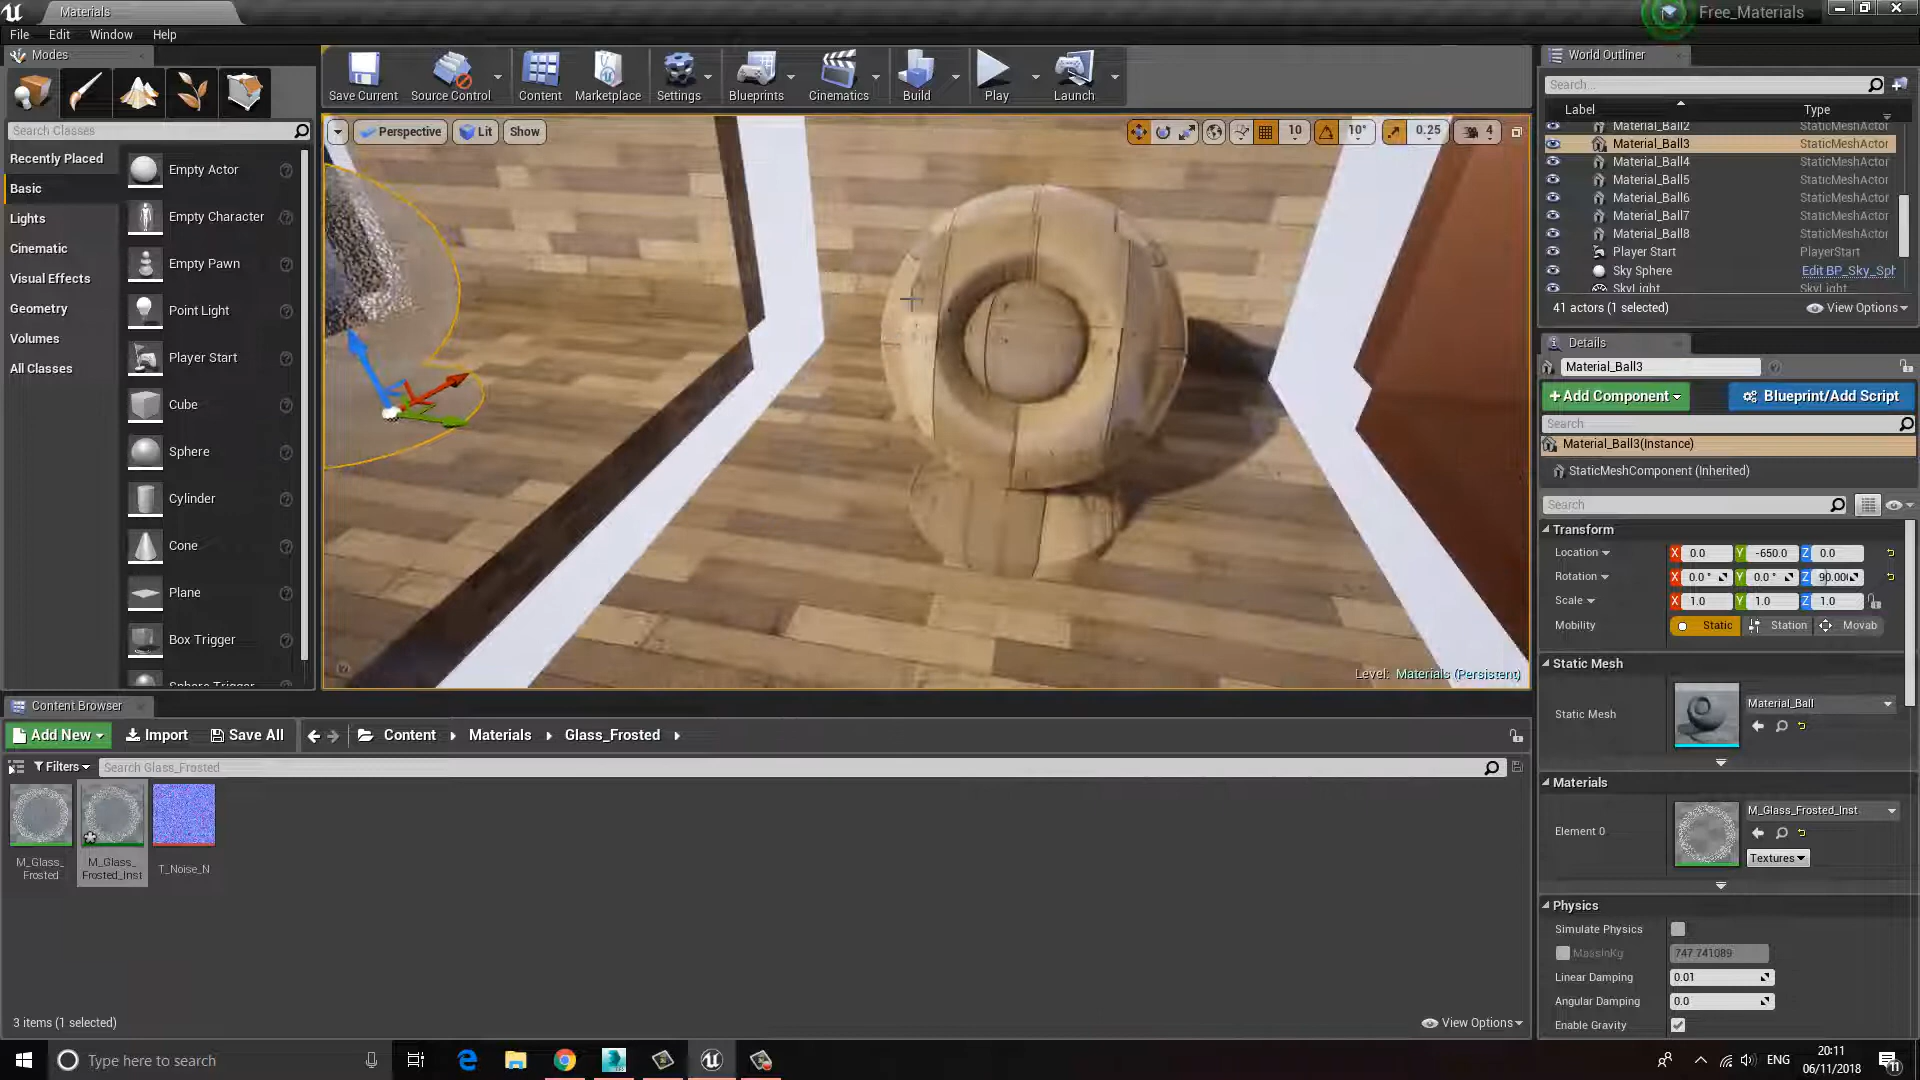 Materials
Free_Materials
File Edit Window Help
Modes
Search Classes
Recently Placed
Basic
Lights
Cinematic
Visual Effects
Geometry
Volumes
All Classes
Empty Actor
Empty Character
Empty Pawn
Point Light
Player Start
Cube
Sphere
Cylinder
Cone
Plane
Box Trigger
Sphere Trigger
Save Current Source Control Content Marketplace Settings Blueprints Cinematics Build Play Launch
Perspective Lit Show
10 10° 0.25 4
Level: Materials (Persistent)
World Outliner
Search...
Label Type
Material_Ball2 StaticMeshActor
Material_Ball3 StaticMeshActor
Material_Ball4 StaticMeshActor
Material_Ball5 StaticMeshActor
Material_Ball6 StaticMeshActor
Material_Ball7 StaticMeshActor
Material_Ball8 StaticMeshActor
Player Start PlayerStart
Sky Sphere Edit BP_Sky_Sph
SkyLight SkyLight
41 actors (1 selected) View Options
Details
Material_Ball3
+Add Component Blueprint/Add Script
Search
Material_Ball3(Instance)
StaticMeshComponent (Inherited)
Search
Transform
Location X 0.0 Y -650.0 Z 0.0
Rotation X 0.0 ° Y 0.0 ° Z 90.00
Scale X 1.0 Y 1.0 Z 1.0
Mobility Static Station Movab
Static Mesh
Static Mesh Material_Ball
Materials
Element 0 M_Glass_Frosted_Inst
Textures
Physics
Simulate Physics
MassInKg 747.741089
Linear Damping 0.01
Angular Damping 0.0
Enable Gravity
Content Browser
Add New Import Save All Content Materials Glass_Frosted
Filters Search Glass_Frosted
M_Glass_
Frosted
M_Glass_
Frosted_Inst
T_Noise_N
3 items (1 selected) View Options
Type here to search
ENG
20:11
06/11/2018
11